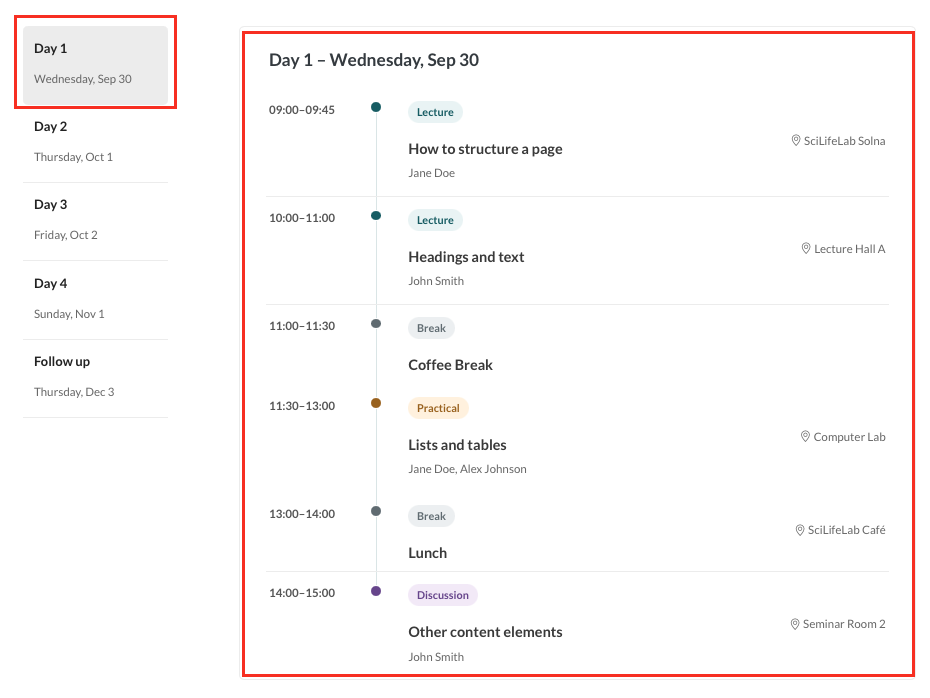 Day 1
Wednesday, Sep 30
Day 2
Thursday, Oct 1
Day 3
Friday, Oct 2
Day 4
Sunday, Nov 1
Follow up
Thursday, Dec 3
Day 1 – Wednesday, Sep 30
09:00–09:45
Lecture
How to structure a page
Jane Doe
SciLifeLab Solna
10:00–11:00
Lecture
Headings and text
John Smith
Lecture Hall A
11:00–11:30
Break
Coffee Break
11:30–13:00
Practical
Lists and tables
Jane Doe, Alex Johnson
Computer Lab
13:00–14:00
Break
Lunch
SciLifeLab Café
14:00–15:00
Discussion
Other content elements
John Smith
Seminar Room 2